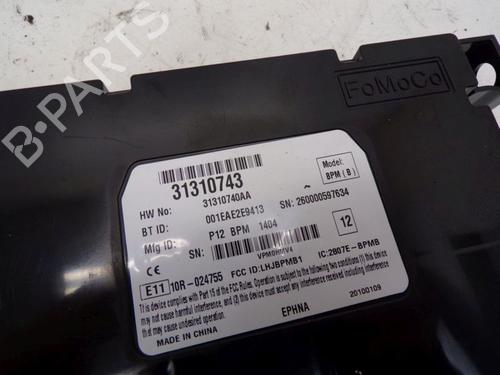 B-PARTS
FoMoCo
31310743
HW No: 31310740AA
BT ID: 001EAE2E9413 SN: 260000597634
Mfg ID: P12 BPM 1404
SN:
Model:
BPM (B)
12
E11 10R-024755 FCC ID:LHJBPMB1 IC:2807E-BPMB
This device complies with Part 15 of the FCC Rules. Operation is subject to the following two conditions (1) this device
may not cause harmful interference, and (2) this device must accept any interference received, including interference that
may cause undesired operation.
20100109
EPHNA
MADE IN CHINA